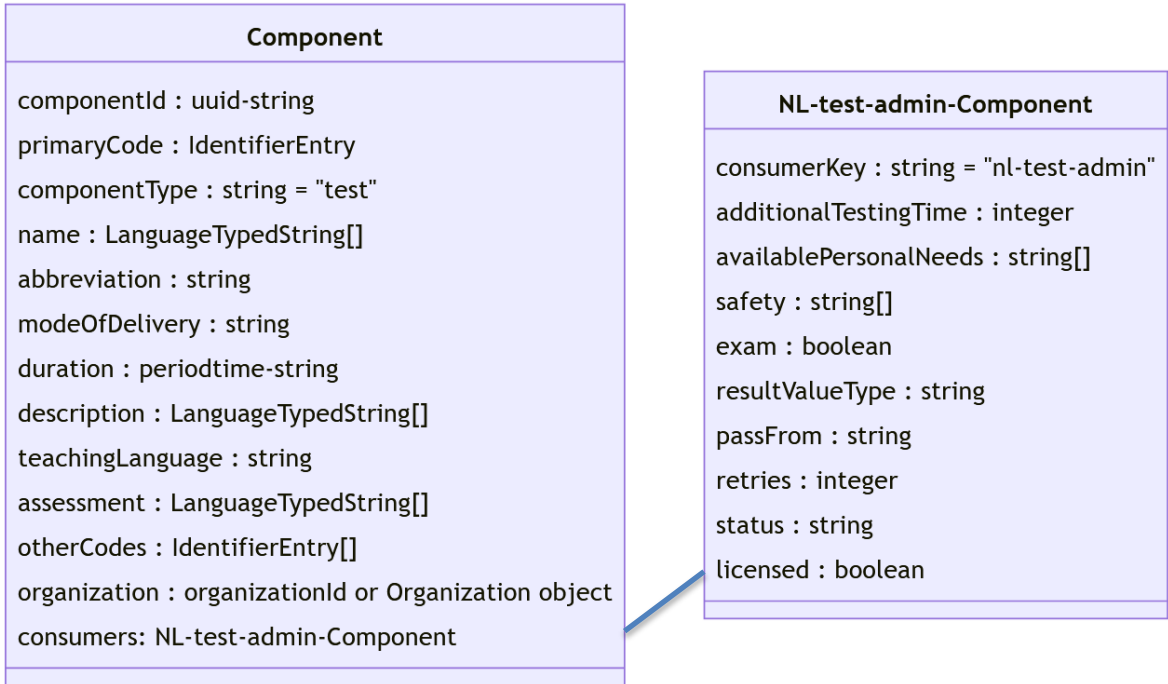 Component
componentId : uuid-string
primaryCode : IdentifierEntry
componentType : string = "test"
name : LanguageTypedString[]
abbreviation : string
modeOfDelivery : string
duration : periodtime-string
description : LanguageTypedString[]
teachingLanguage : string
assessment : LanguageTypedString[]
otherCodes : IdentifierEntry[]
organization : organizationId or Organization object
consumers: NL-test-admin-Component
NL-test-admin-Component
consumerKey : string = "nl-test-admin"
additionalTestingTime : integer
availablePersonalNeeds : string[]
safety : string[]
exam : boolean
resultValueType : string
passFrom : string
retries : integer
status : string
licensed : boolean